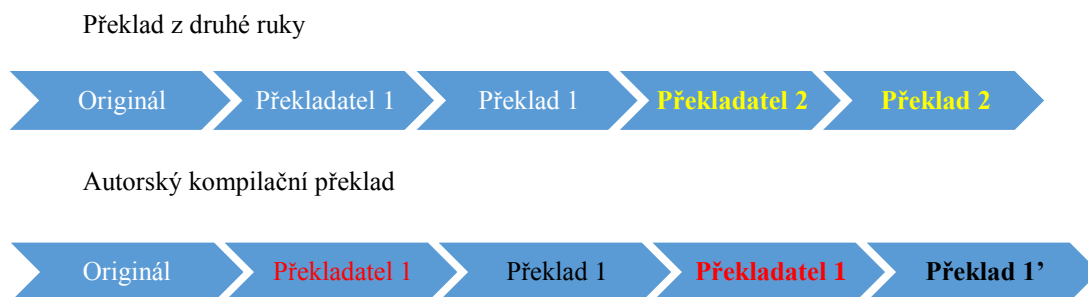 Překlad z druhé ruky
Originál Překladatel 1 Překlad 1 Překladatel 2 Překlad 2
Autorský kompilační překlad
Originál Překladatel 1 Překlad 1 Překladatel 1 Překlad 1’